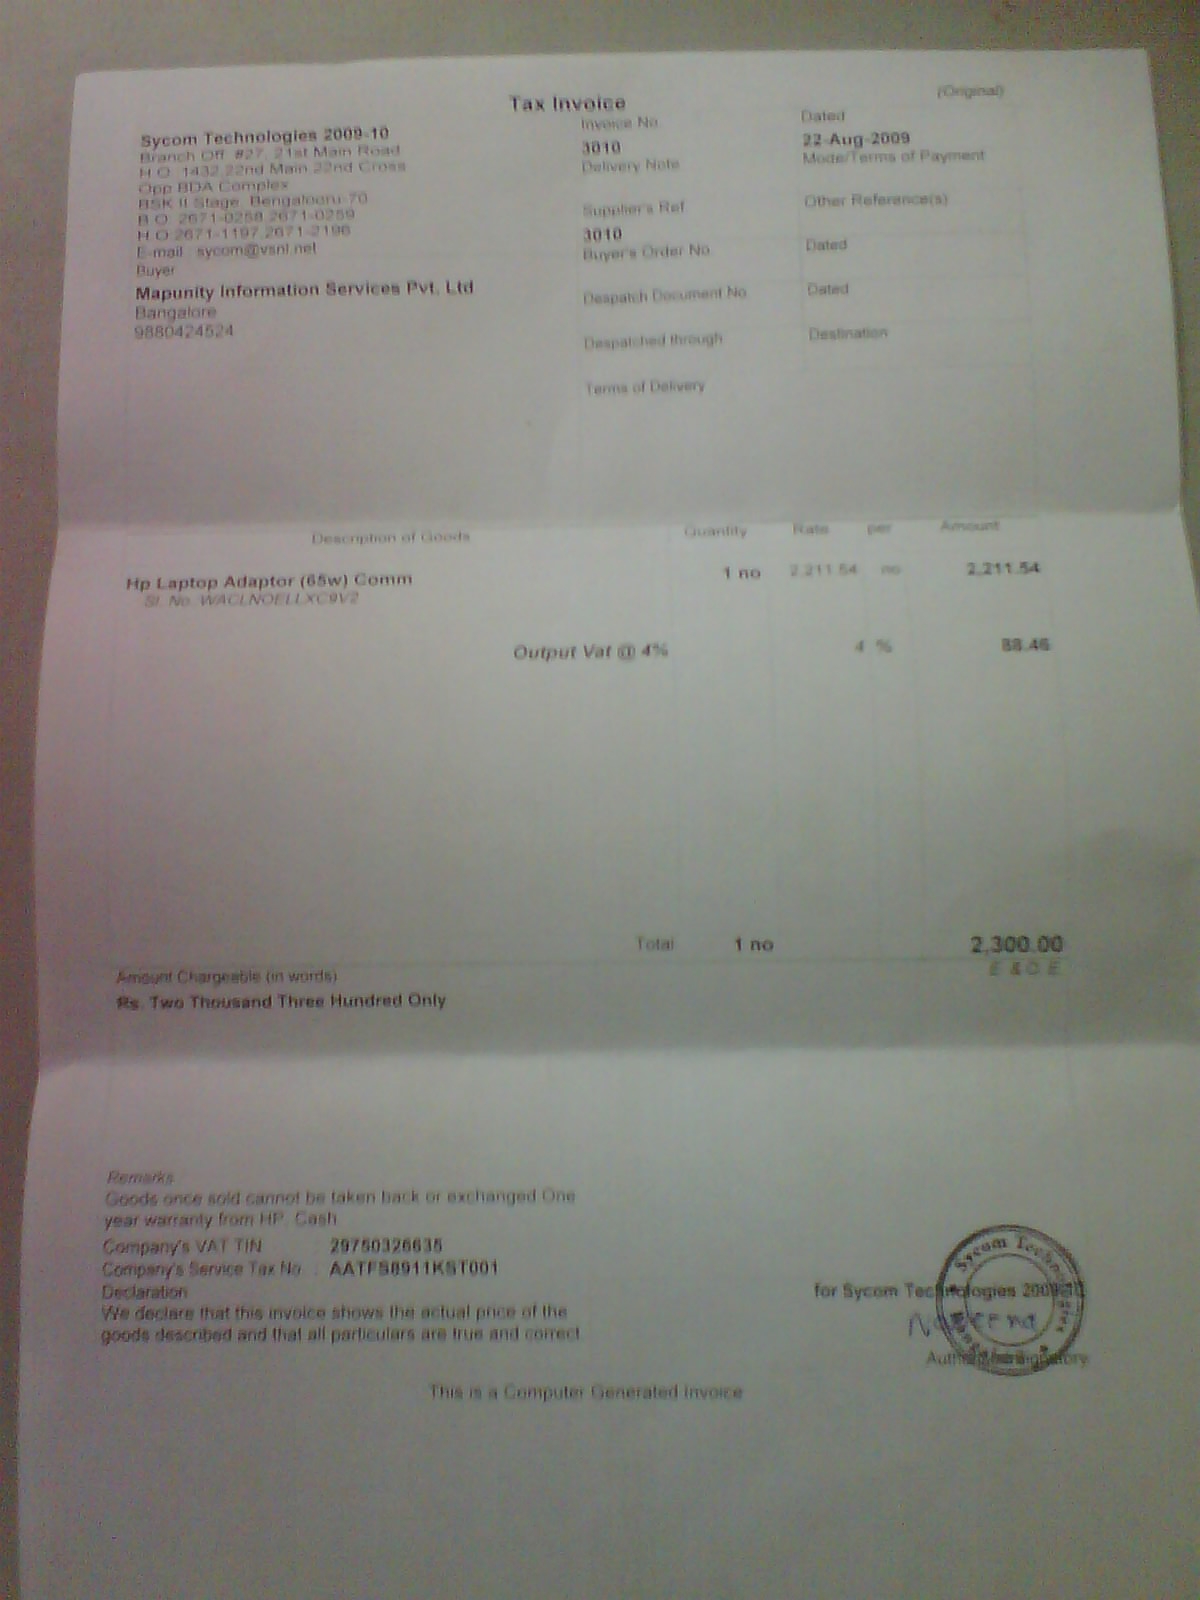 Tax Invoice
(Original)
Sycom Technologies 2009-10
Branch Off #27, 21st Main Road
H O 1432 22nd Main 22nd Cross
Opp BDA Complex
BSK II Stage, Bengalooru-70
B O 2671-0258 2671-0259
H O 2671-1197 2671-2196
E-mail sycom@vsnl.net
Buyer
Mapunity Information Services Pvt. Ltd
Bangalore
9880424524
Invoice No.
3010
Dated
22-Aug-2009
Delivery Note
Mode/Terms of Payment
Supplier's Ref
3010
Other Reference(s)
Buyer's Order No.
Dated
Despatch Document No.
Dated
Despatched through
Destination
Terms of Delivery
Description of Goods Quantity Rate per Amount
Hp Laptop Adaptor (65w) Comm 1 no 2,211.54 no 2,211.54
Sl. No. WACLNOELLXC9V2
Output Vat @ 4% 4 % 88.46
Total 1 no 2,300.00
E & O E
Amount Chargeable (in words)
Rs. Two Thousand Three Hundred Only
Remarks
Goods once sold cannot be taken back or exchanged One
year warranty from HP. Cash
Company's VAT TIN 29750326635
Company's Service Tax No. : AATFS8911KST001
Declaration
We declare that this invoice shows the actual price of the
goods described and that all particulars are true and correct
for Sycom Technologies 2009-10
Authorised Signatory
This is a Computer Generated Invoice